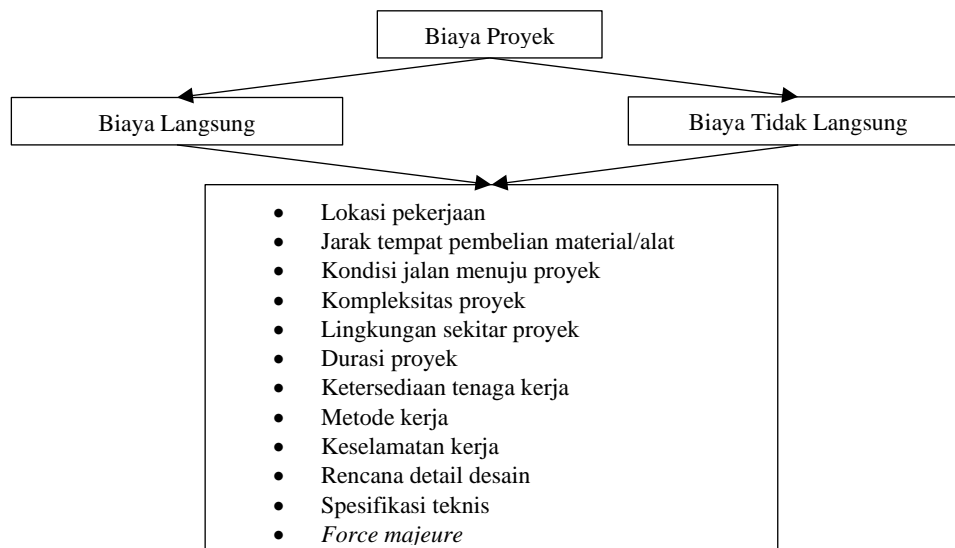 Biaya Proyek
Biaya Langsung
Biaya Tidak Langsung
• Lokasi pekerjaan
• Jarak tempat pembelian material/alat
• Kondisi jalan menuju proyek
• Kompleksitas proyek
• Lingkungan sekitar proyek
• Durasi proyek
• Ketersediaan tenaga kerja
• Metode kerja
• Keselamatan kerja
• Rencana detail desain
• Spesifikasi teknis
• Force majeure